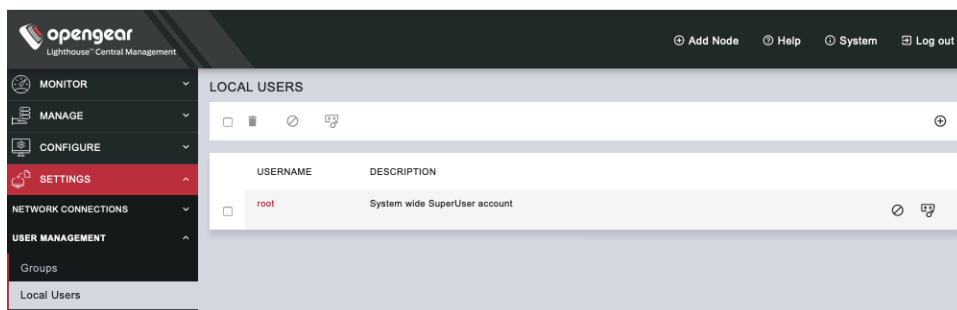 opengear
Lighthouse™ Central Management
Add Node Help System Log out
MONITOR
MANAGE
CONFIGURE
SETTINGS
NETWORK CONNECTIONS
USER MANAGEMENT
Groups
Local Users
LOCAL USERS
USERNAME DESCRIPTION
root System wide SuperUser account